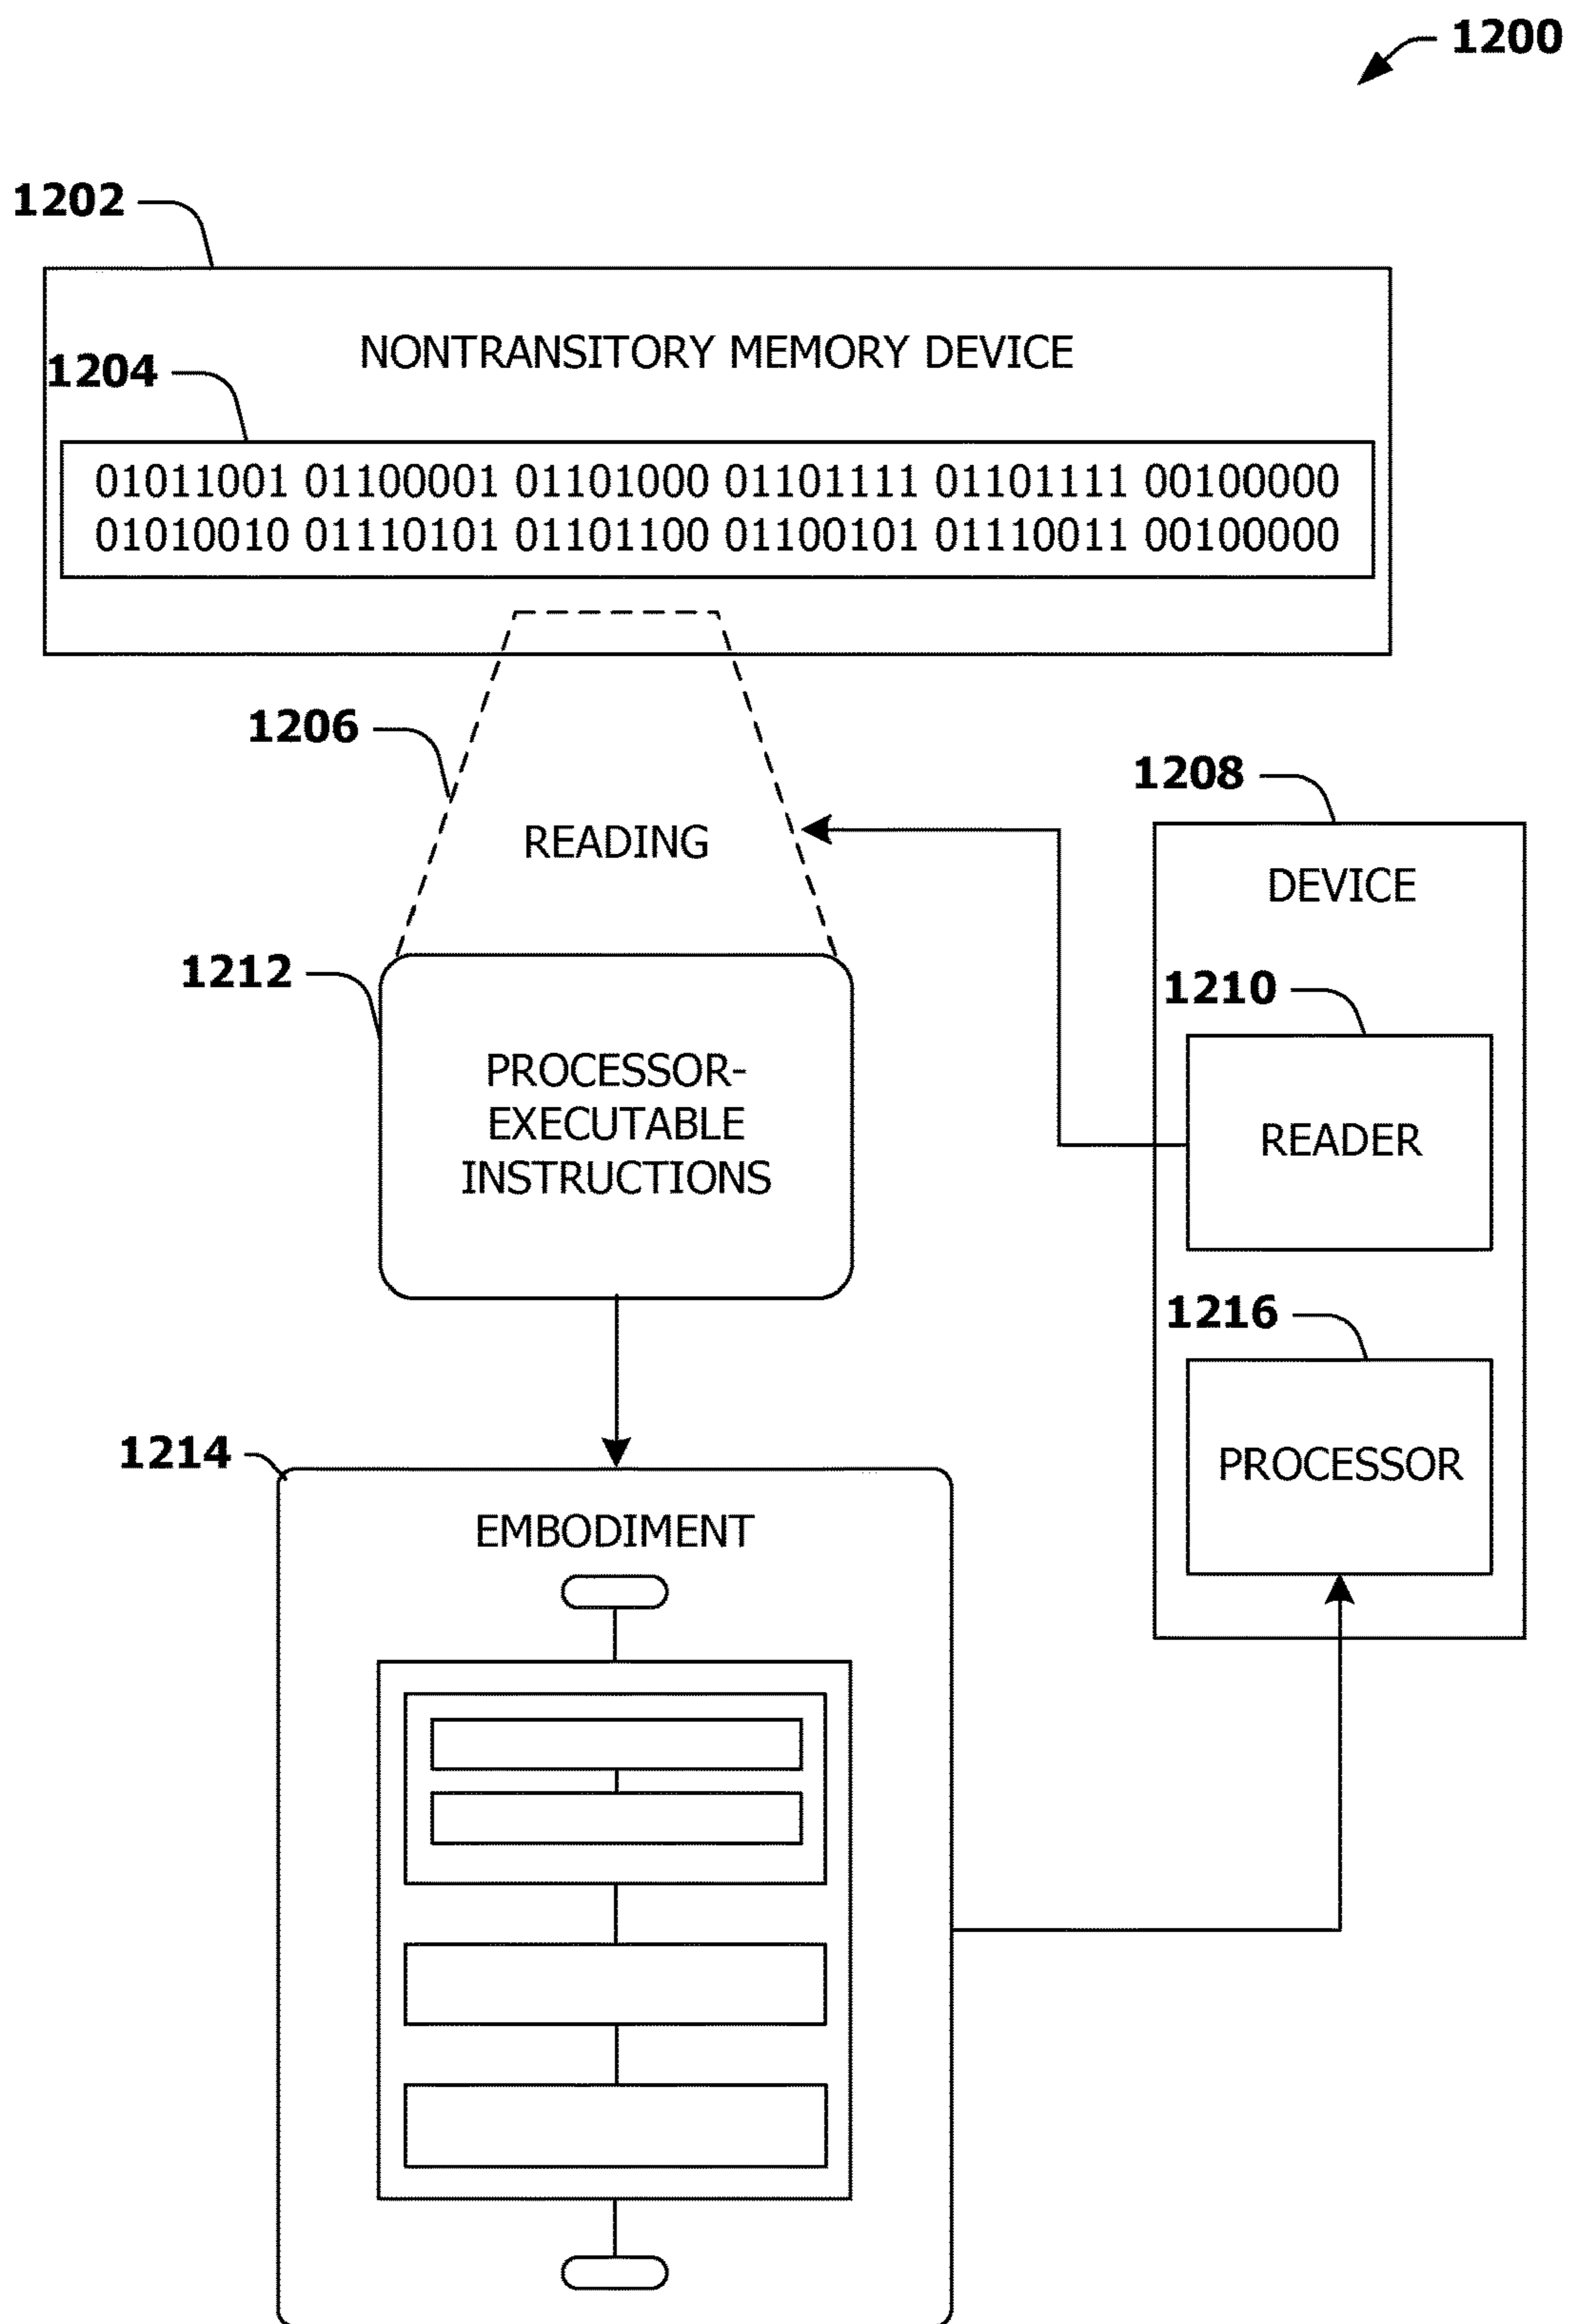 1200
1202
NONTRANSITORY MEMORY DEVICE
1204
01011001 01100001 01101000 01101111 01101111 00100000
01010010 01110101 01101100 01100101 01110011 00100000
1206
READING
1208
DEVICE
1210
READER
1212
PROCESSOR-
EXECUTABLE
INSTRUCTIONS
1216
PROCESSOR
1214
EMBODIMENT